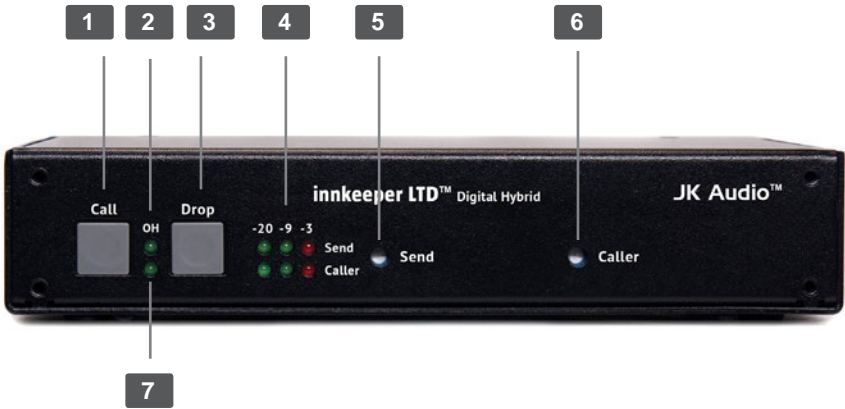 1 2 3 4 5 6
innkeeper LTD™ Digital Hybrid
JK Audio™
Call
OH
Drop
-20 -9 -3
Send
Caller
Send
Caller
7